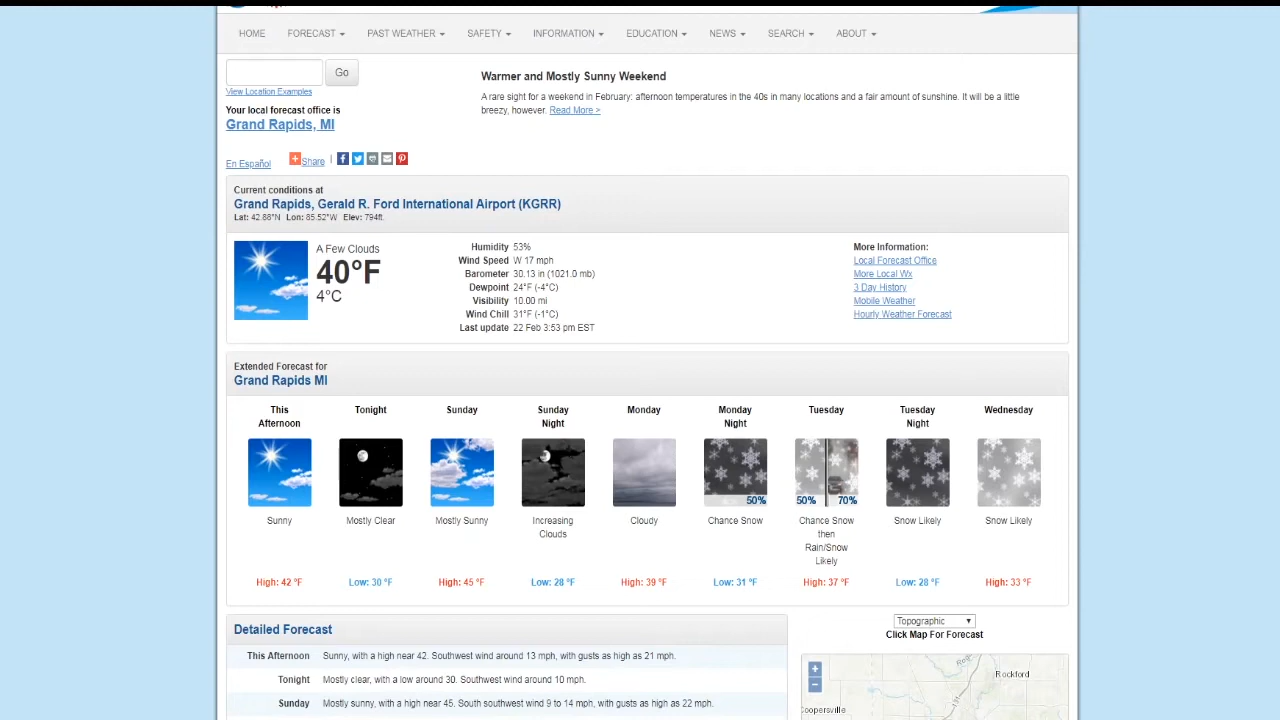 HOME FORECAST PAST WEATHER SAFETY INFORMATION EDUCATION NEWS SEARCH ABOUT
Go
View Location Examples
Your local forecast office is
Grand Rapids, MI
En Español
Share |
Warmer and Mostly Sunny Weekend
A rare sight for a weekend in February: afternoon temperatures in the 40s in many locations and a fair amount of sunshine. It will be a little
breezy, however. Read More >
Current conditions at
Grand Rapids, Gerald R. Ford International Airport (KGRR)
Lat: 42.88°N Lon: 85.52°W Elev: 794ft.
A Few Clouds
40°F
4°C
Humidity 53%
Wind Speed W 17 mph
Barometer 30.13 in (1021.0 mb)
Dewpoint 24°F (-4°C)
Visibility 10.00 mi
Wind Chill 31°F (-1°C)
Last update 22 Feb 3:53 pm EST
More Information:
Local Forecast Office
More Local Wx
3 Day History
Mobile Weather
Hourly Weather Forecast
Extended Forecast for
Grand Rapids MI
This
Afternoon
Sunny
High: 42 °F
Tonight
Mostly Clear
Low: 30 °F
Sunday
Mostly Sunny
High: 45 °F
Sunday
Night
Increasing
Clouds
Low: 28 °F
Monday
Cloudy
High: 39 °F
Monday
Night
50%
Chance Snow
Low: 31 °F
Tuesday
50% 70%
Chance Snow
then
Rain/Snow
Likely
High: 37 °F
Tuesday
Night
Snow Likely
Low: 28 °F
Wednesday
Snow Likely
High: 33 °F
Detailed Forecast
This Afternoon Sunny, with a high near 42. Southwest wind around 13 mph, with gusts as high as 21 mph.
Tonight Mostly clear, with a low around 30. Southwest wind around 10 mph.
Sunday Mostly sunny, with a high near 45. South southwest wind 9 to 14 mph, with gusts as high as 22 mph.
Topographic
Click Map For Forecast
+
−
Rockford
Coopersville